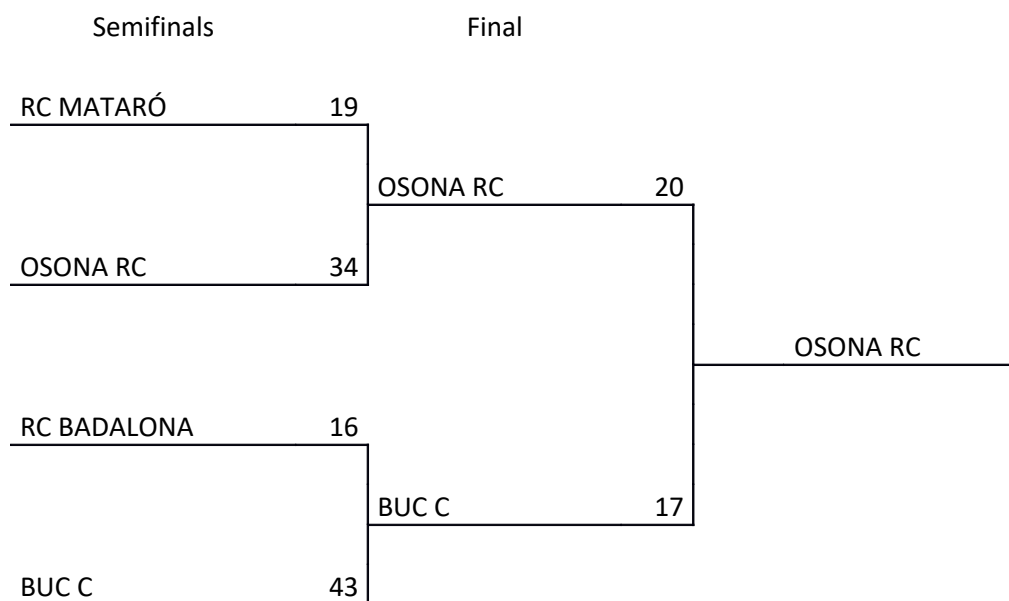 Semifinals Final
RC MATARÓ 19
OSONA RC 20
OSONA RC 34
OSONA RC
RC BADALONA 16
BUC C 17
BUC C 43